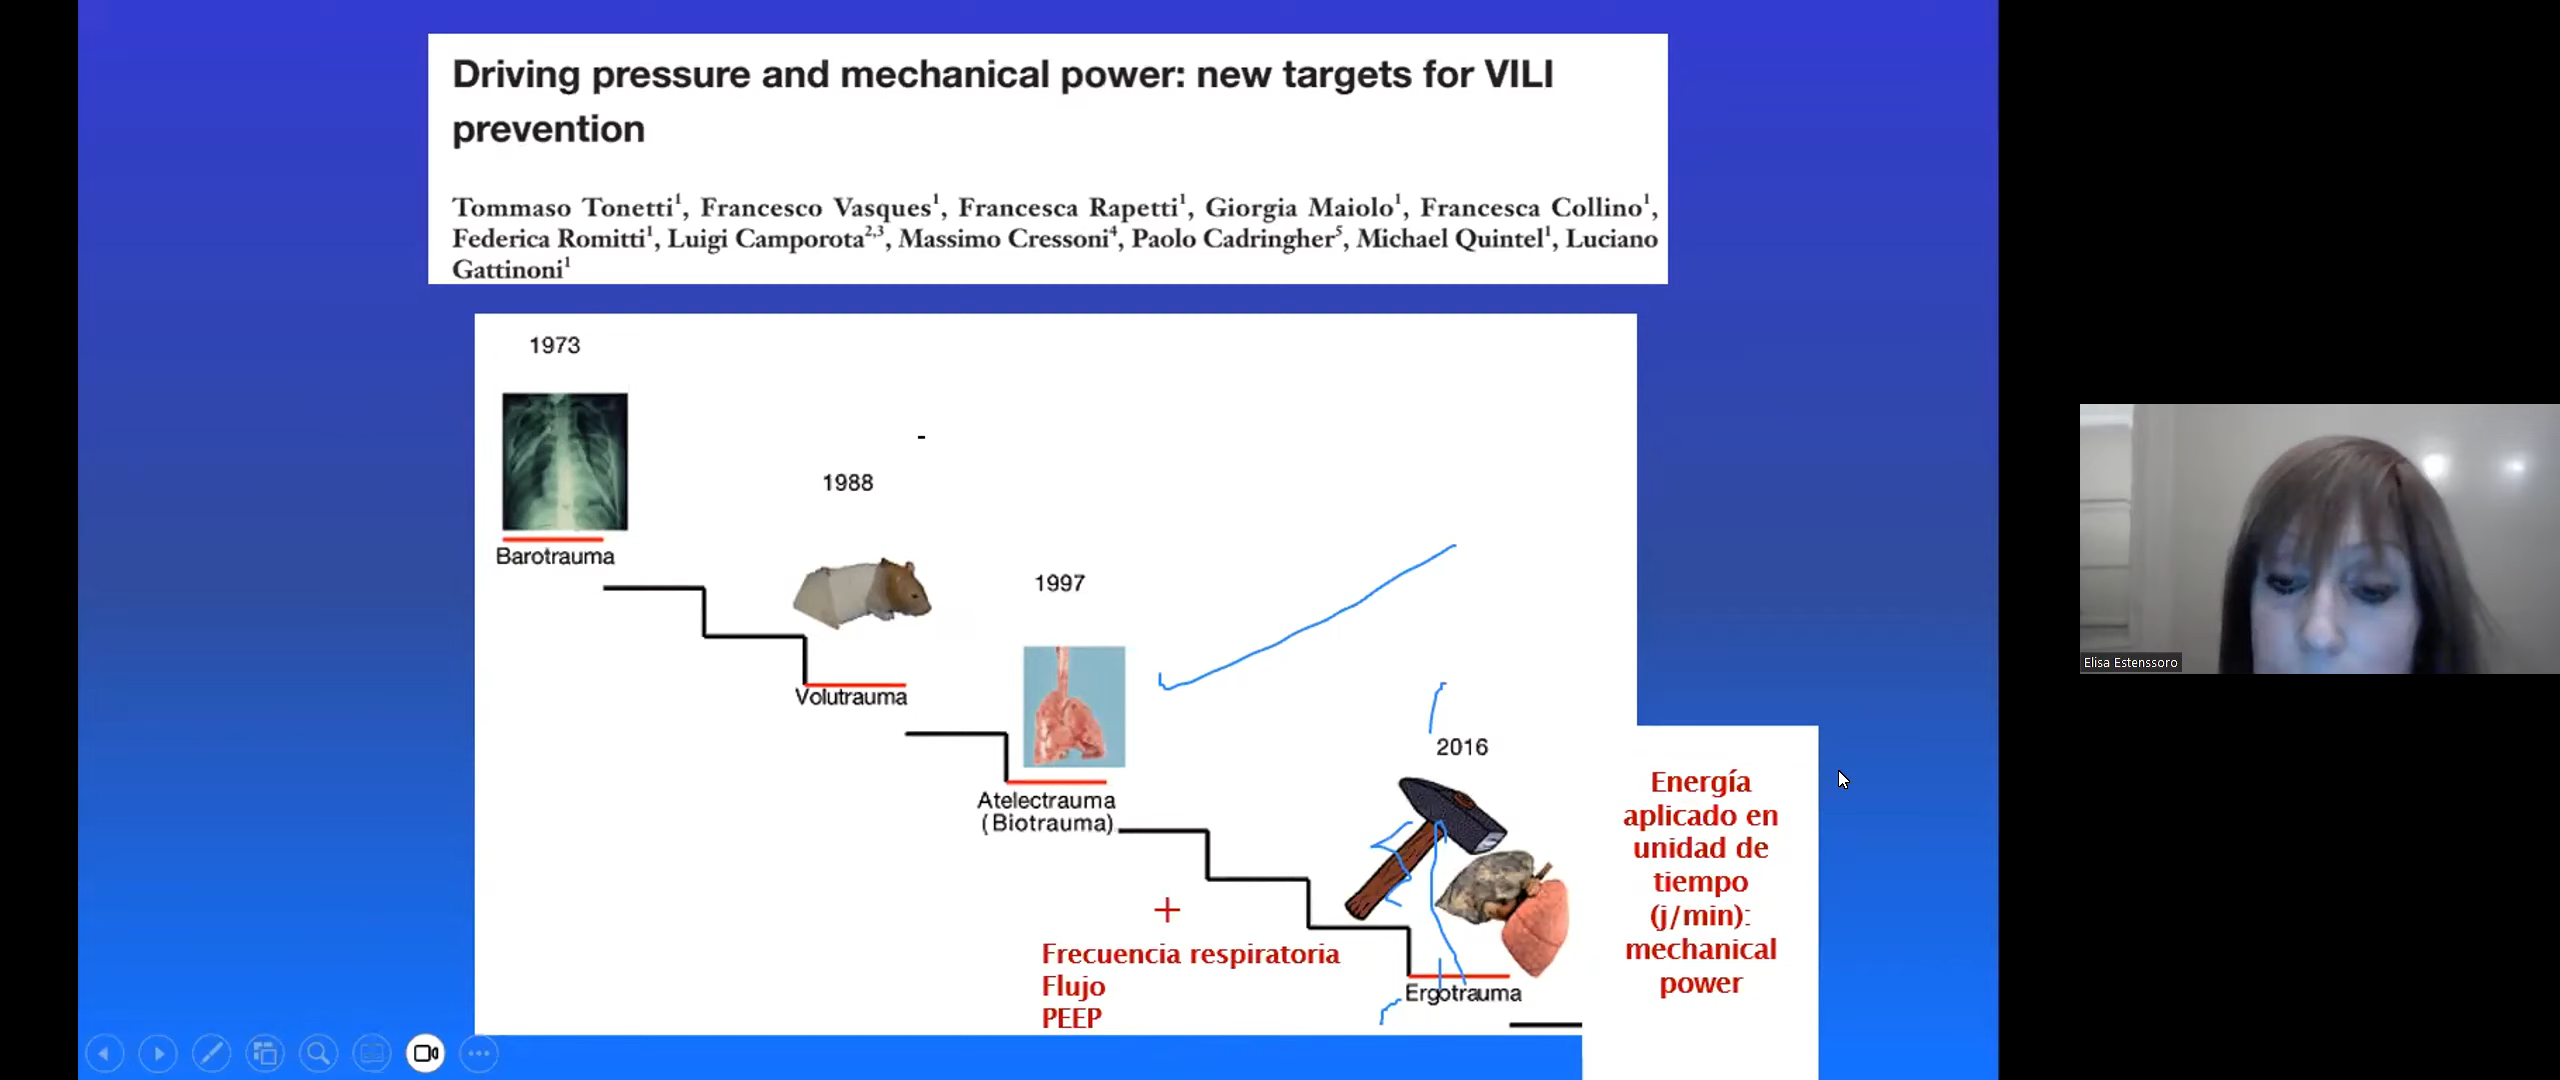 Driving pressure and mechanical power: new targets for VILI
prevention
Tommaso Tonetti1, Francesco Vasques1, Francesca Rapetti1, Giorgia Maiolo1, Francesca Collino1,
Federica Romitti1, Luigi Camporota2,3, Massimo Cressoni4, Paolo Cadringher5, Michael Quintel1, Luciano
Gattinoni1
1973
Barotrauma
1988
Volutrauma
1997
Atelectrauma
(Biotrauma)
+
Frecuencia respiratoria
Flujo
PEEP
2016
Ergotrauma
Energía
aplicado en
unidad de
tiempo
(j/min):
mechanical
power
Elisa Estenssoro